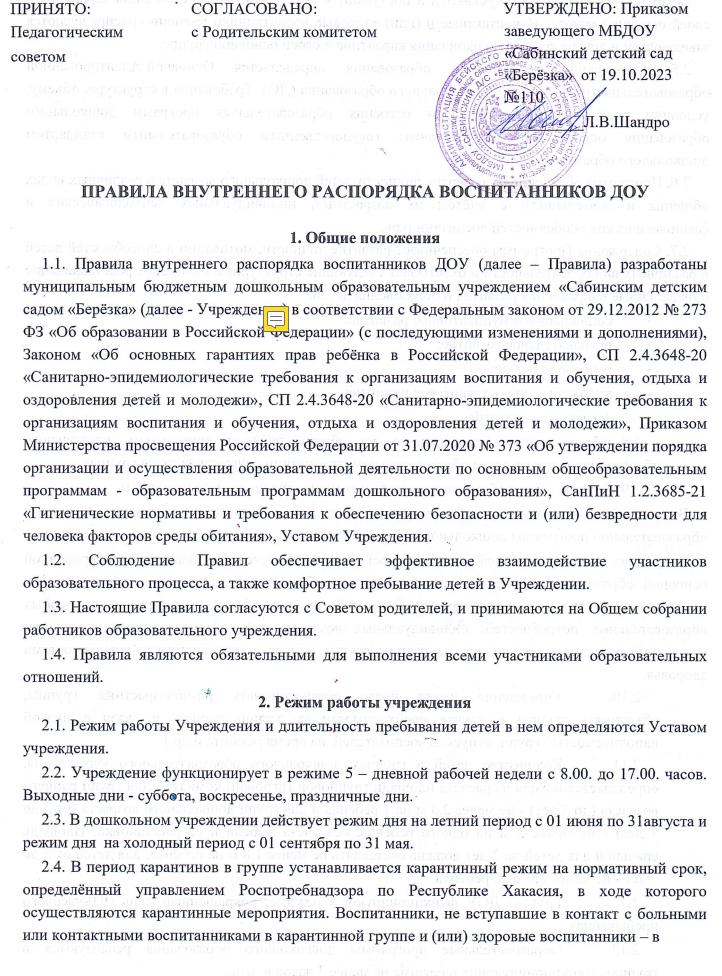 ПРИНЯТО:
Педагогическим
советом
СОГЛАСОВАНО:
с Родительским комитетом
УТВЕРЖДЕНО: Приказом
заведующего МБДОУ
«Сабинский детский сад
«Берёзка» от 19.10.2023
№110
Л.В.Шандро
ПРАВИЛА ВНУТРЕННЕГО РАСПОРЯДКА ВОСПИТАННИКОВ ДОУ
1. Общие положения
1.1. Правила внутреннего распорядка воспитанников ДОУ (далее – Правила) разработаны
муниципальным бюджетным дошкольным образовательным учреждением «Сабинским детским
садом «Берёзка» (далее - в соответствии с Федеральным законом от 29.12.2012 № 273
ФЗ «Об образовании в Российской Федерации» (с последующими изменениями и дополнениями),
Законом «Об основных гарантиях прав ребёнка в Российской Федерации», СП 2.4.3648-20
«Санитарно-эпидемиологические требования к организациям воспитания и обучения, отдыха и
оздоровления детей и молодежи», СП 2.4.3648-20 «Санитарно-эпидемиологические требования к
организациям воспитания и обучения, отдыха и оздоровления детей и молодежи», Приказом
Министерства просвещения Российской Федерации от 31.07.2020 № 373 «Об утверждении порядка
организации и осуществления образовательной деятельности по основным общеобразовательным
программам - образовательным программам дошкольного образования», СанПиН 1.2.3685-21
«Гигиенические нормативы и требования к обеспечению безопасности и (или) безвредности для
человека факторов среды обитания», Уставом Учреждения.
1.2. Соблюдение Правил обеспечивает эффективное взаимодействие участников
образовательного процесса, а также комфортное пребывание детей в Учреждении.
1.3. Настоящие Правила согласуются с Советом родителей, и принимаются на Общем собрании
работников образовательного учреждения.
1.4. Правила являются обязательными для выполнения всеми участниками образовательных
отношений.
2. Режим работы учреждения
2.1. Режим работы Учреждения и длительность пребывания детей в нем определяются Уставом
учреждения.
2.2. Учреждение функционирует в режиме 5 – дневной рабочей недели с 8.00. до 17.00. часов.
Выходные дни - суббота, воскресенье, праздничные дни.
2.3. В дошкольном учреждении действует режим дня на летний период с 01 июня по 31августа и
режим дня на холодный период с 01 сентября по 31 мая.
2.4. В период карантинов в группе устанавливается карантинный режим на нормативный срок,
определённый управлением Роспотребнадзора по Республике Хакасия, в ходе которого
осуществляются карантинные мероприятия. Воспитанники, не вступавшие в контакт с больными
или контактными воспитанниками в карантинной группе и (или) здоровые воспитанники – в